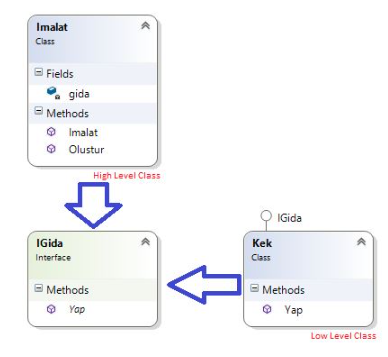 Imalat
Class
Fields
gida
Methods
Imalat
Olustur
High Level Class
IGida
IGida
Interface
Methods
Yap
Kek
Class
Methods
Yap
Low Level Class